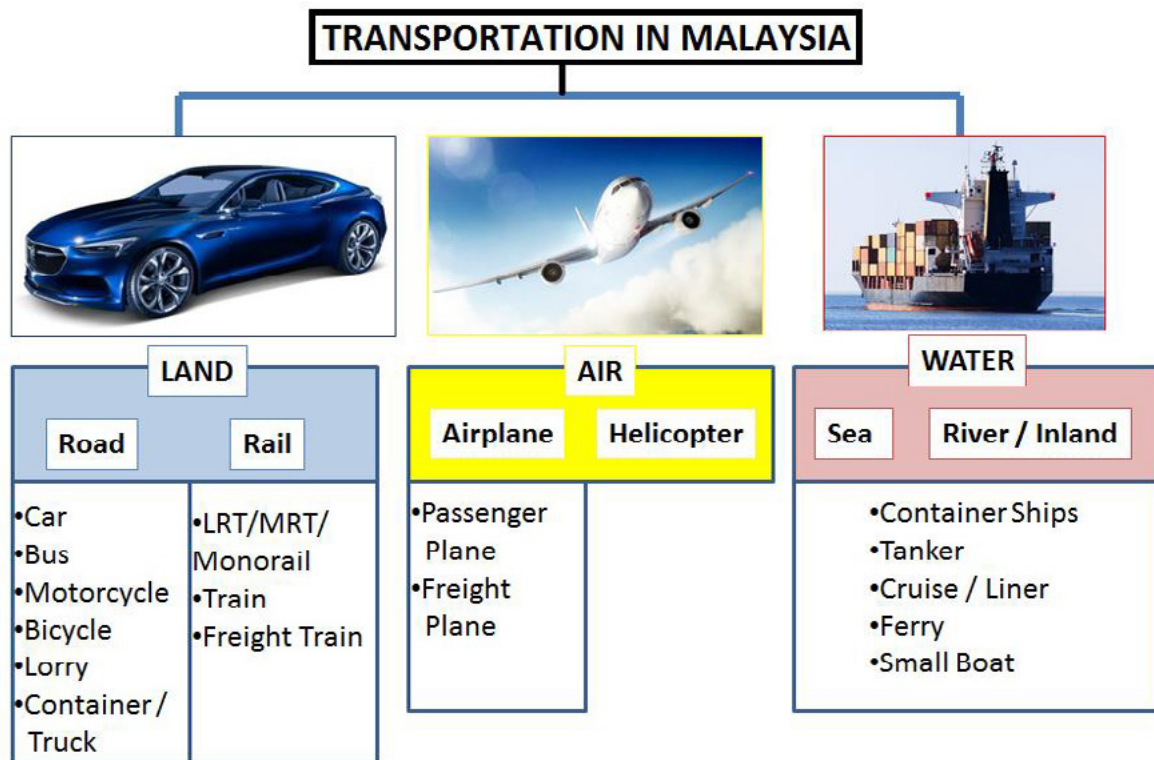 TRANSPORTATION IN MALAYSIA
LAND
Road
Rail
•Car
•Bus
•Motorcycle
•Bicycle
•Lorry
•Container /
Truck
•LRT/MRT/
Monorail
•Train
•Freight Train
AIR
Airplane
Helicopter
•Passenger
Plane
•Freight
Plane
WATER
Sea
River / Inland
•Container Ships
•Tanker
•Cruise / Liner
•Ferry
•Small Boat